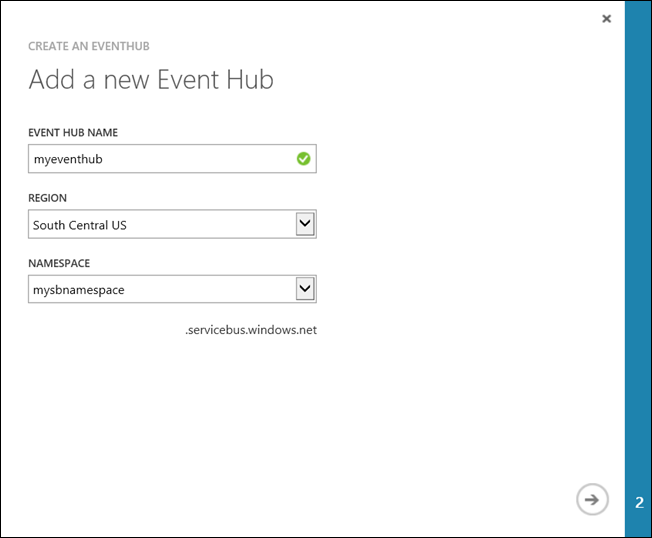 CREATE AN EVENTHUB
Add a new Event Hub
EVENT HUB NAME
myeventhub
REGION
South Central US
NAMESPACE
mysbnamespace
.servicebus.windows.net
2